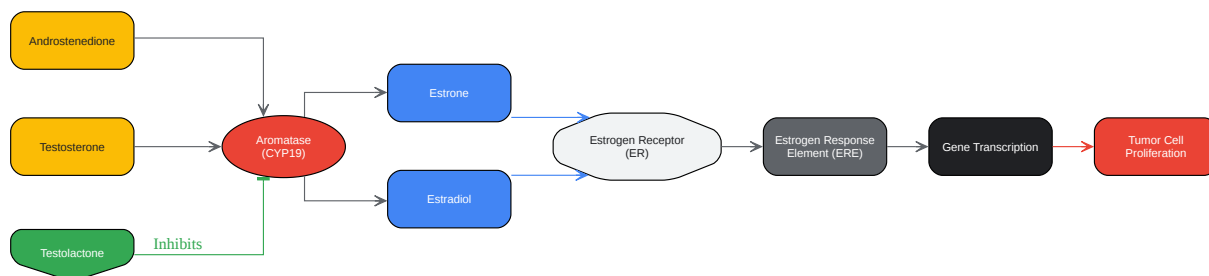 Androstenedione
Testosterone
Testolactone
Inhibits
Aromatase
(CYP19)
Estrone
Estradiol
Estrogen Receptor
(ER)
Estrogen Response
Element (ERE)
Gene Transcription
Tumor Cell
Proliferation